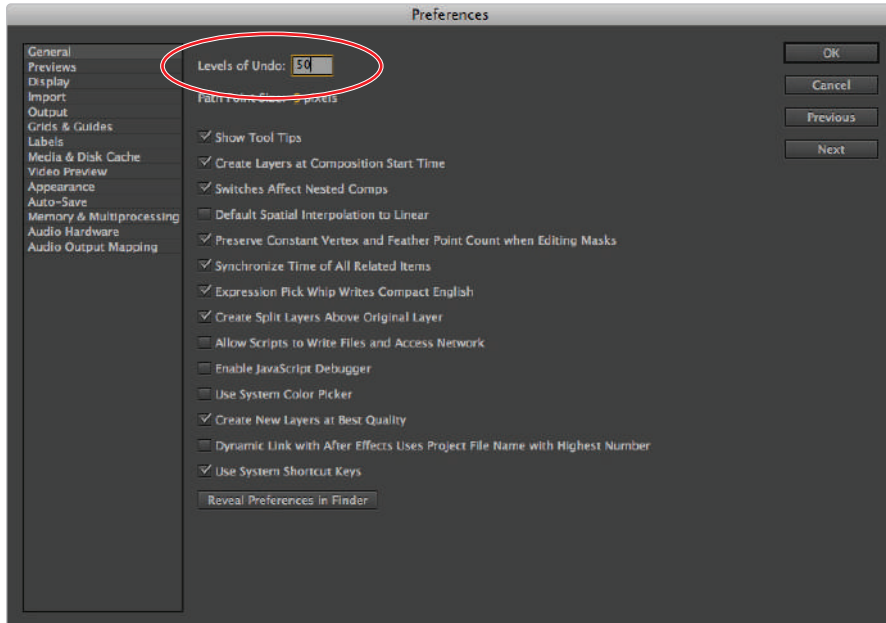 Preferences
General
Previews
Display
Import
Output
Grids & Guides
Labels
Media & Disk Cache
Video Preview
Appearance
Auto-Save
Memory & Multiprocessing
Audio Hardware
Audio Output Mapping
Levels of Undo: 50
Path Point Size: 5 pixels
Show Tool Tips
Create Layers at Composition Start Time
Switches Affect Nested Comps
Default Spatial Interpolation to Linear
Preserve Constant Vertex and Feather Point Count when Editing Masks
Synchronize Time of All Related Items
Expression Pick Whip Writes Compact English
Create Split Layers Above Original Layer
Allow Scripts to Write Files and Access Network
Enable JavaScript Debugger
Use System Color Picker
Create New Layers at Best Quality
Dynamic Link with After Effects Uses Project File Name with Highest Number
Use System Shortcut Keys
Reveal Preferences in Finder
OK
Cancel
Previous
Next